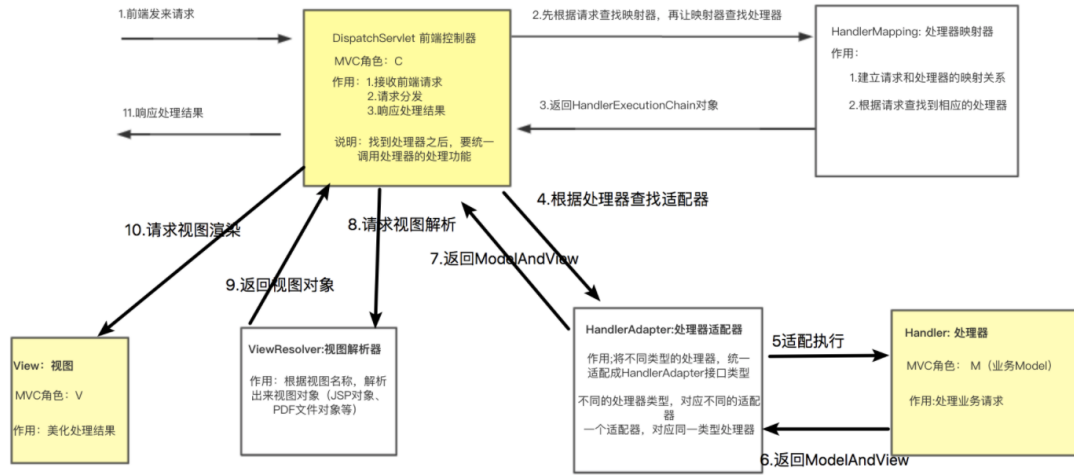 1.前端发来请求
11.响应处理结果
DispatchServlet 前端控制器
MVC角色：C
作用：1.接收前端请求
2.请求分发
3.响应处理结果
说明：找到处理器之后，要统一
调用处理器的处理功能
2.先根据请求查找映射器，再让映射器查找处理器
3.返回HandlerExecutionChain对象
HandlerMapping: 处理器映射器
作用：
1.建立请求和处理器的映射关系
2.根据请求查找到相应的处理器
4.根据处理器查找适配器
7.返回ModelAndView
8.请求视图解析
9.返回视图对象
10.请求视图渲染
View：视图
MVC角色：V
作用：美化处理结果
ViewResolver:视图解析器
作用：根据视图名称，解析
出来视图对象（JSP对象、
PDF文件对象等）
HandlerAdapter:处理器适配器
作用;将不同类型的处理器，统一
适配成HandlerAdapter接口类型
不同的处理器类型，对应不同的适配
器
一个适配器，对应同一类型处理器
5适配执行
6.返回ModelAndView
Handler: 处理器
MVC角色： M（业务Model）
作用:处理业务请求